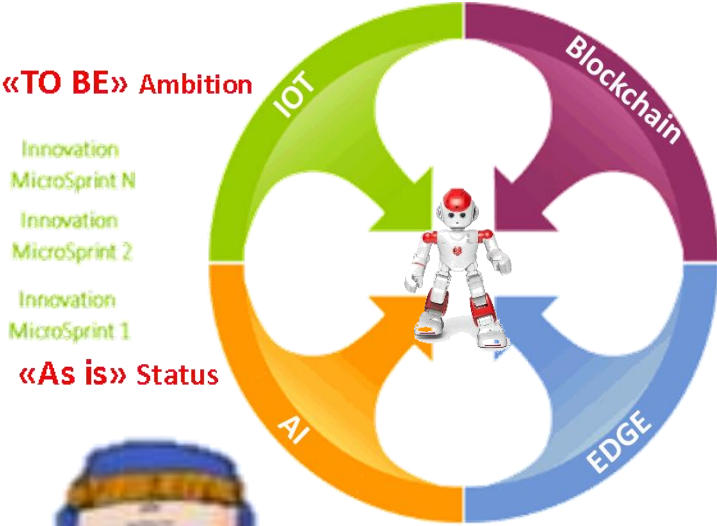 «TO BE» Ambition
Innovation
MicroSprint N
Innovation
MicroSprint 2
Innovation
MicroSprint 1
«As is» Status
IOT
Blockchain
AI
EDGE